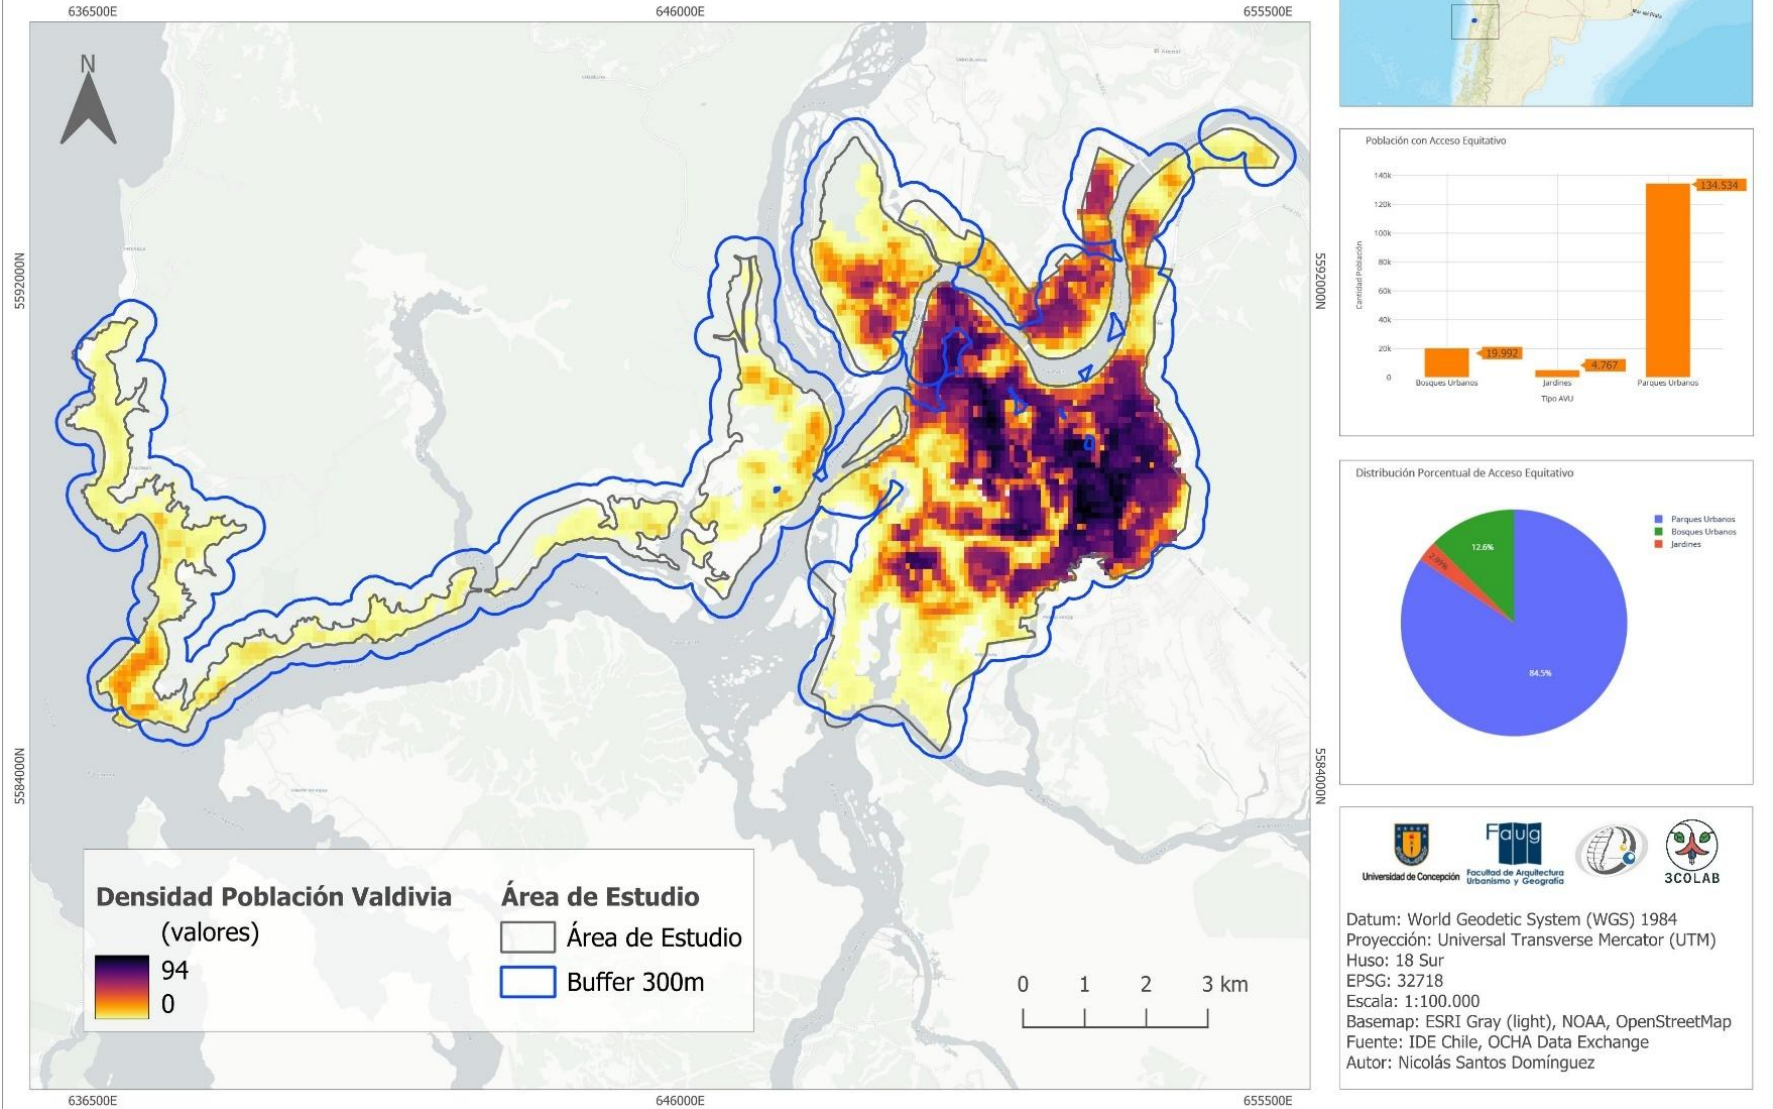 636500E
646000E
655500E
N
5592000N
5592000N
5584000N
5584000N
Densidad Población Valdivia
(valores)
94
0
Área de Estudio
Área de Estudio
Buffer 300m
0 1 2 3 km
636500E
646000E
655500E
Mar del Plata
Población con Acceso Equitativo
Cantidad Población
140k
120k
100k
80k
60k
40k
20k
0
134.534
19.992
4.767
Bosques Urbanos
Jardines
Parques Urbanos
Tipo AVU
Distribución Porcentual de Acceso Equitativo
Parques Urbanos
Bosques Urbanos
Jardines
12.6%
84.5%
Universidad de Concepción
Faug
Facultad de Arquitectura
Urbanismo y Geografía
3COLAB
Datum: World Geodetic System (WGS) 1984
Proyección: Universal Transverse Mercator (UTM)
Huso: 18 Sur
EPSG: 32718
Escala: 1:100.000
Basemap: ESRI Gray (light), NOAA, OpenStreetMap
Fuente: IDE Chile, OCHA Data Exchange
Autor: Nicolás Santos Domínguez